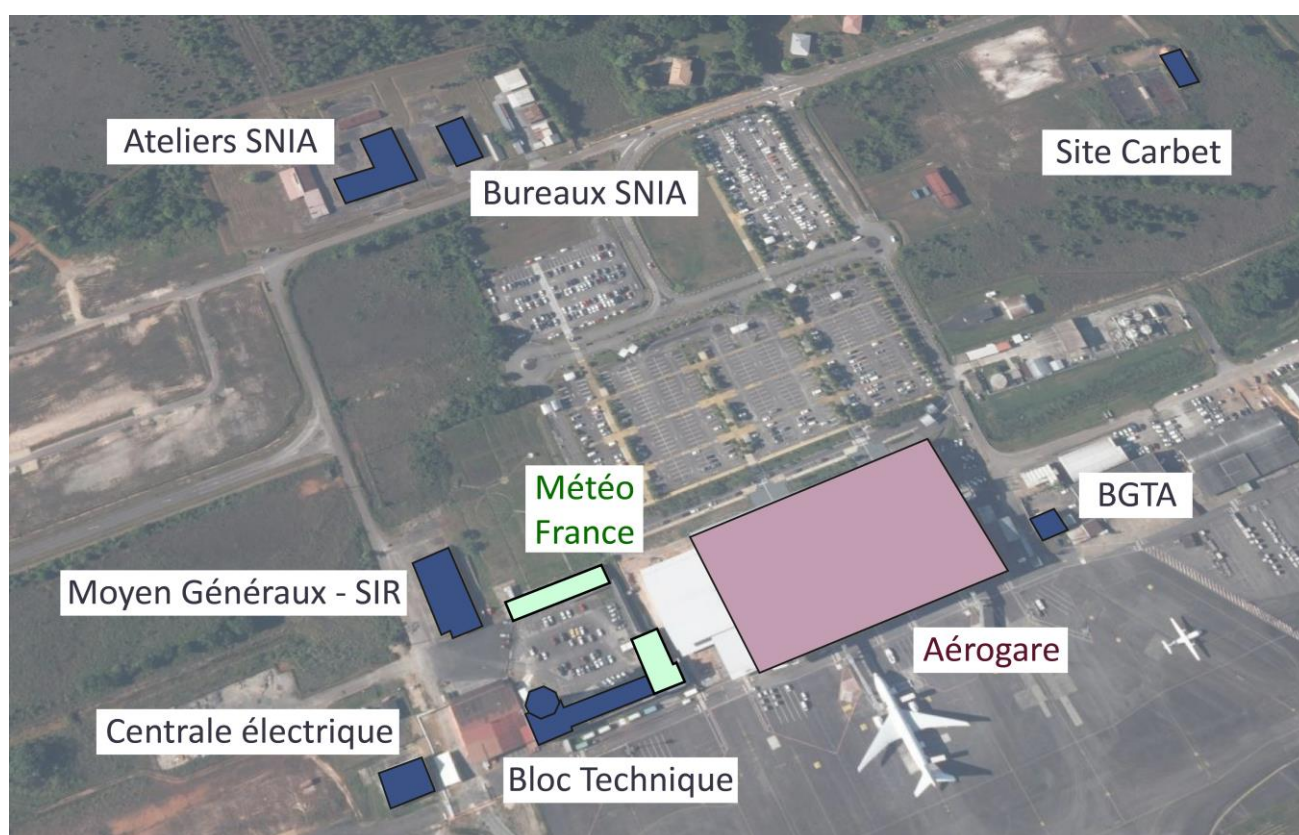 Ateliers SNIA
Site Carbet
Bureaux SNIA
Météo
France
BGTA
Moyen Généraux - SIR
Aérogare
Centrale électrique
Bloc Technique